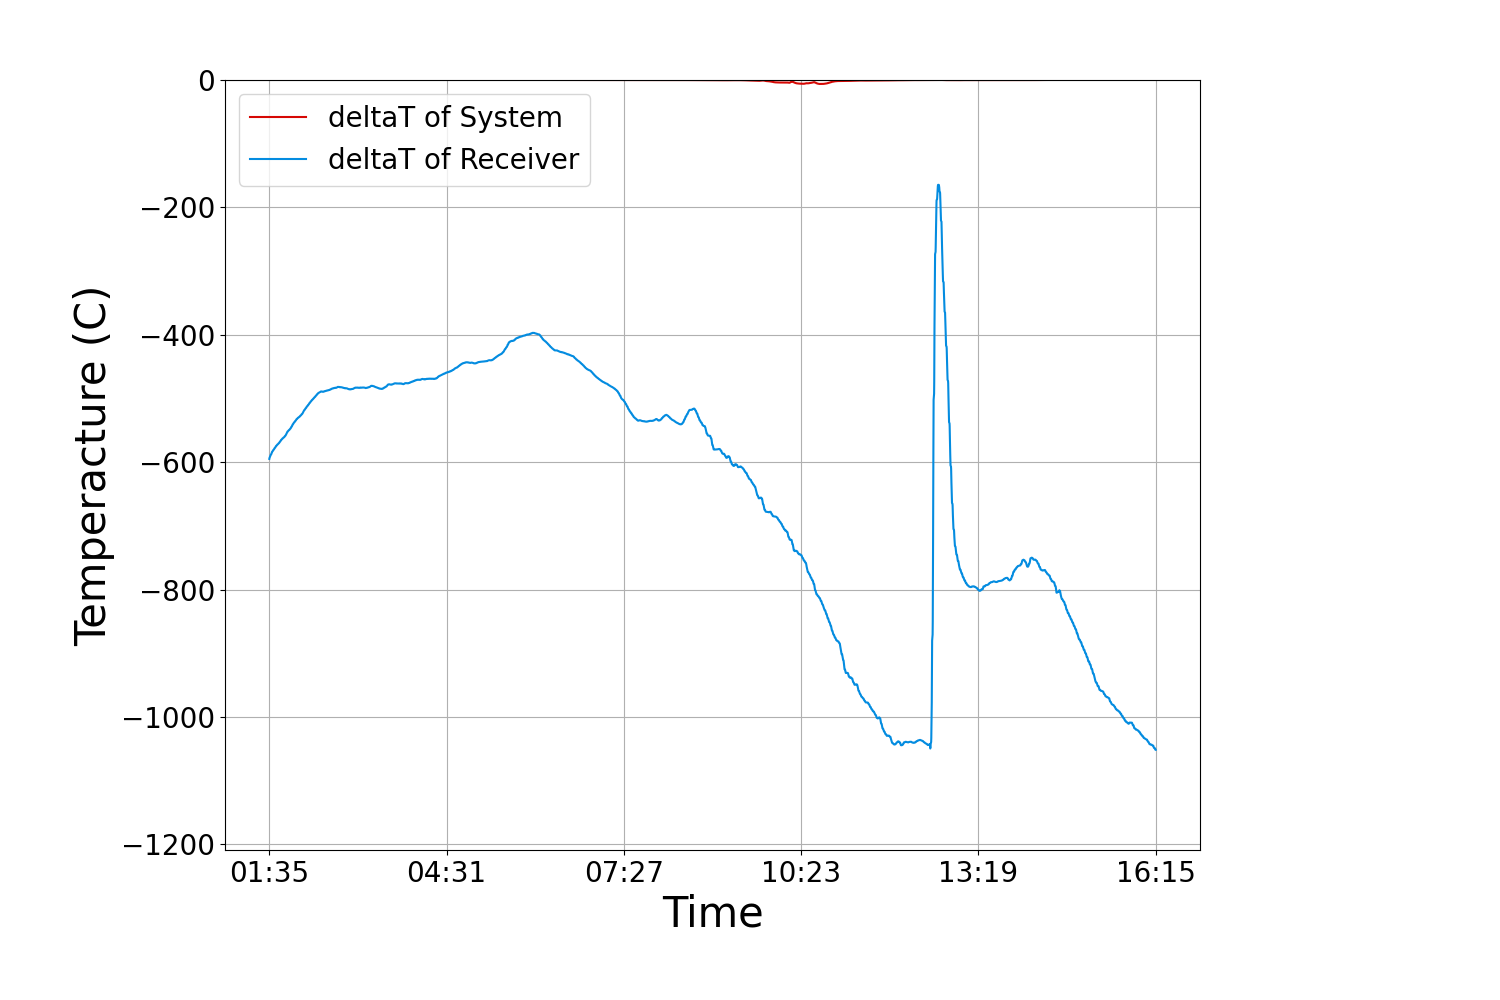 0
deltaT of System
deltaT of Receiver
−200
−400
−600
−800
−1000
−1200
Temperacture (C)
01:35 04:31 07:27 10:23 13:19 16:15
Time